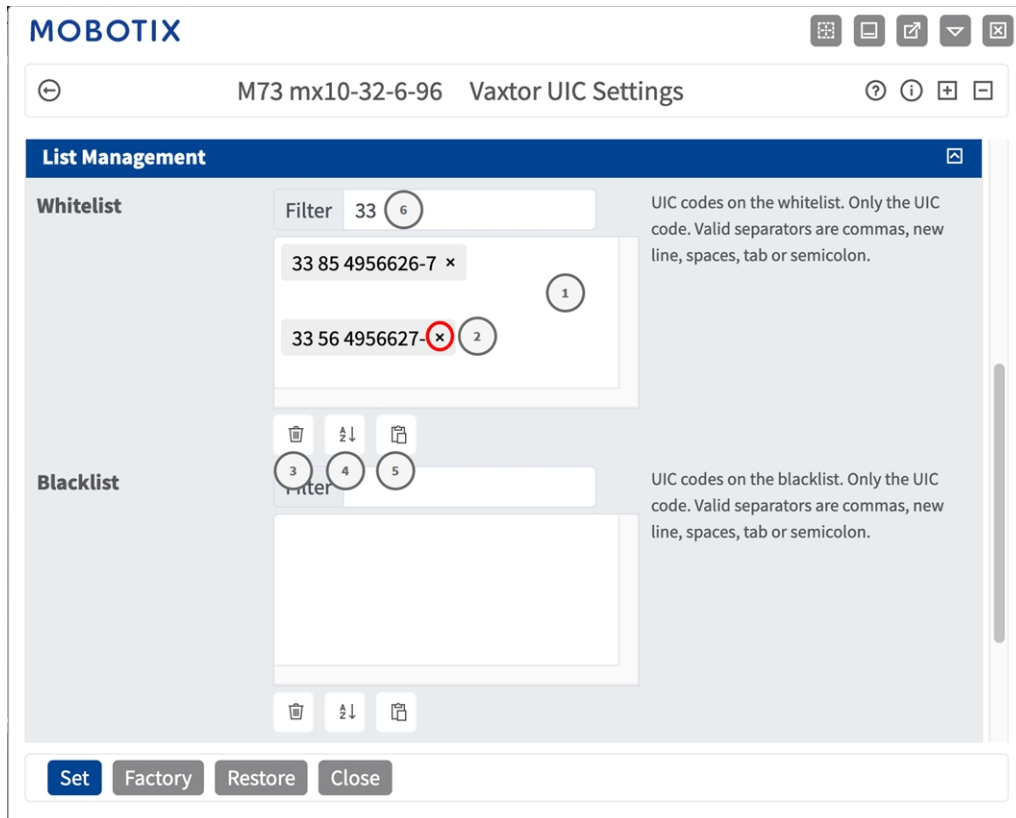 MOBOTIX
M73 mx10-32-6-96 Vaxtor UIC Settings
List Management
Whitelist
Filter 33 6
UIC codes on the whitelist. Only the UIC
code. Valid separators are commas, new
line, spaces, tab or semicolon.
33 85 4956626-7 ×
1
33 56 4956627- × 2
3 4 5
Blacklist
Filter
UIC codes on the blacklist. Only the UIC
code. Valid separators are commas, new
line, spaces, tab or semicolon.
Set Factory Restore Close